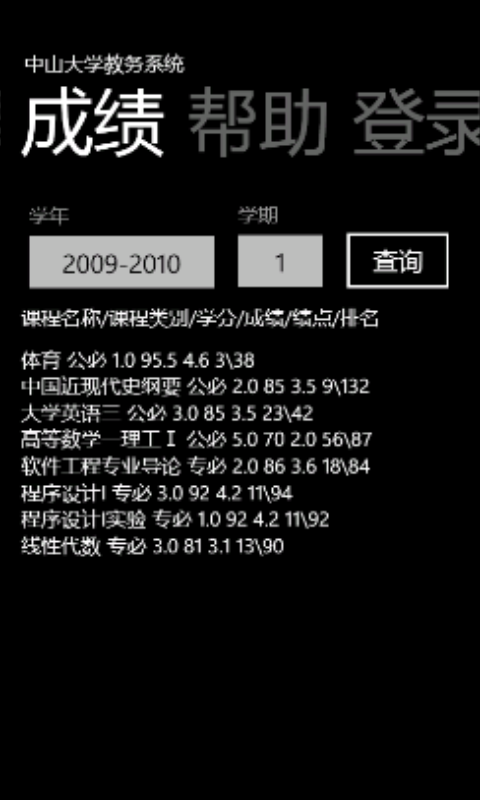 中山大学教务系统
成绩 帮助 登录
学年 学期
2009-2010 1 查询
课程名称/课程类别/学分/成绩/绩点/排名
体育 公必 1.0 95.5 4.6 3\38
中国近现代史纲要 公必 2.0 85 3.5 9\132
大学英语三 公必 3.0 85 3.5 23\42
高等数学一理工Ⅰ 公必 5.0 70 2.0 56\87
软件工程专业导论 专必 2.0 86 3.6 18\84
程序设计I 专必 3.0 92 4.2 11\94
程序设计I实验 专必 1.0 92 4.2 11\92
线性代数 专必 3.0 81 3.1 13\90